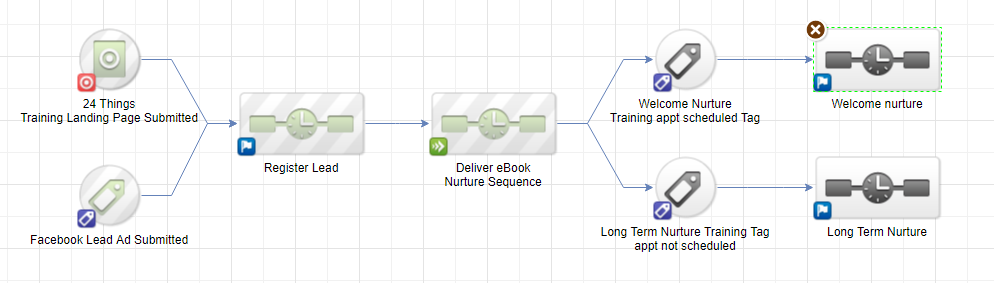 24 Things
Training Landing Page Submitted
Facebook Lead Ad Submitted
Register Lead
Deliver eBook
Nurture Sequence
Welcome Nurture
Training appt scheduled Tag
Long Term Nurture Training Tag
appt not scheduled
Welcome nurture
Long Term Nurture